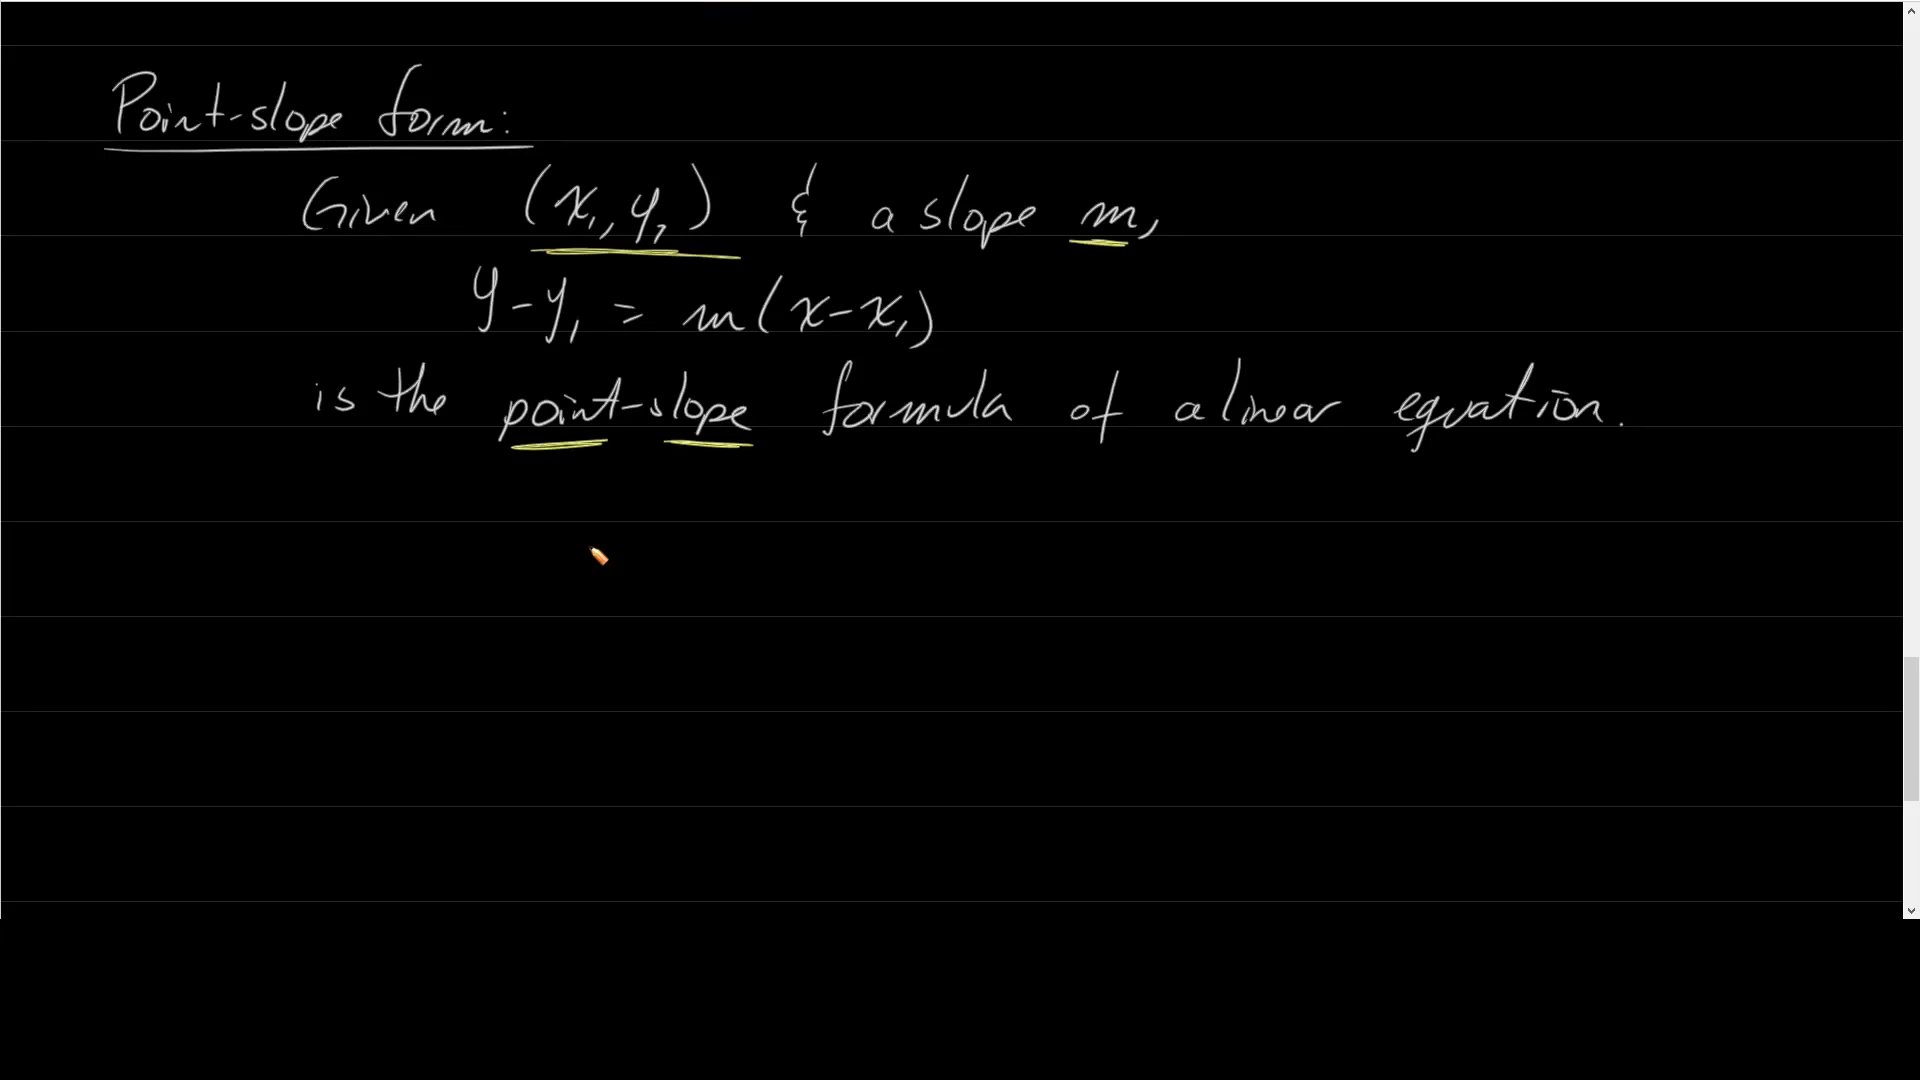 Point-slope form:
Given (x₁, y₁) & a slope m,
y - y₁ = m(x - x₁)
is the point-slope formula of a linear equation.